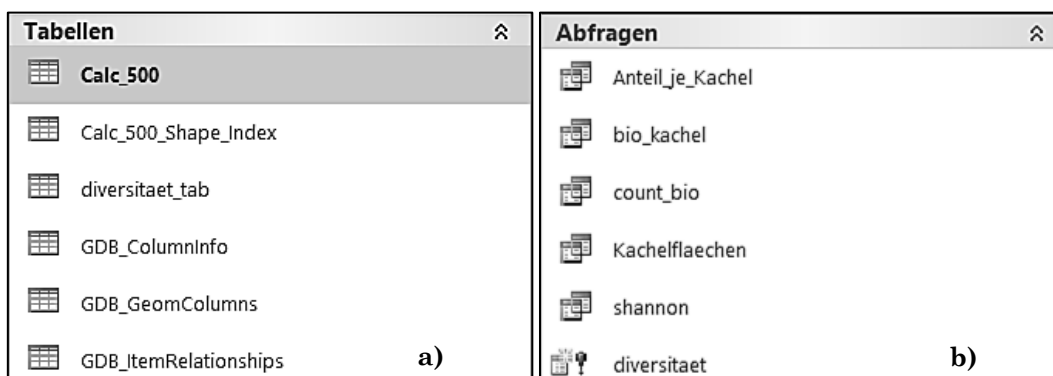 Tabellen
Calc_500
Calc_500_Shape_Index
diversitaet_tab
GDB_ColumnInfo
GDB_GeomColumns
GDB_ItemRelationships
a)
Abfragen
Anteil_je_Kachel
bio_kachel
count_bio
Kachelflaechen
shannon
diversitaet
b)